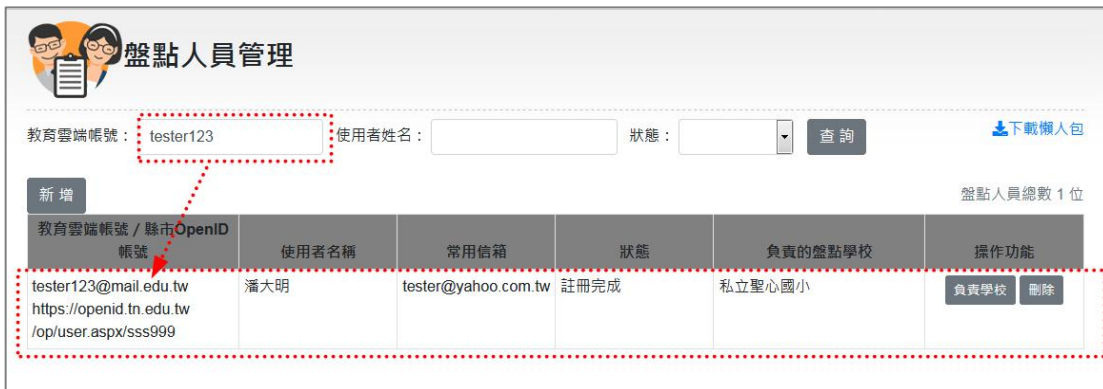 盤點人員管理
教育雲端帳號： tester123 使用者姓名： 狀態： 查詢 下載懶人包
新增 盤點人員總數 1 位
教育雲端帳號 / 縣市OpenID
帳號 使用者名稱 常用信箱 狀態 負責的盤點學校 操作功能
tester123@mail.edu.tw 潘大明 tester@yahoo.com.tw 註冊完成 私立聖心國小 負責學校 刪除
https://openid.tn.edu.tw
/op/user.aspx/sss999